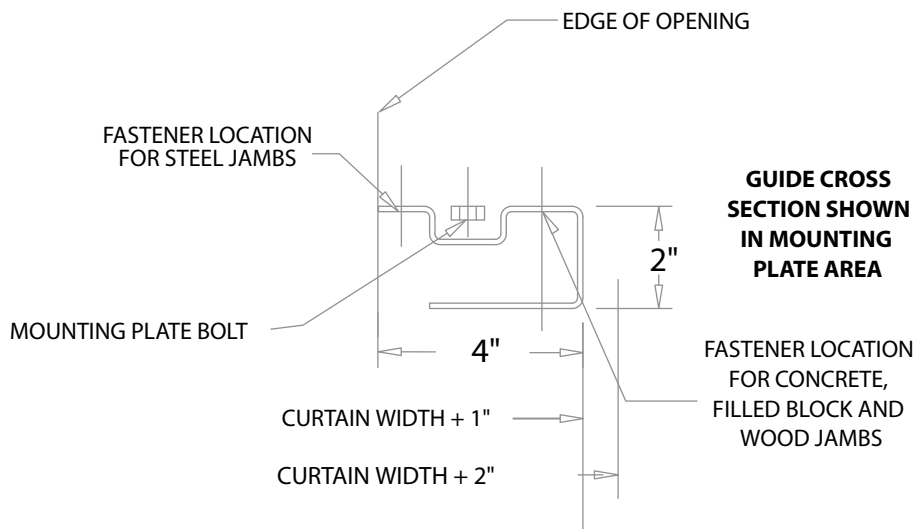 EDGE OF OPENING
FASTENER LOCATION
FOR STEEL JAMBS
GUIDE CROSS
SECTION SHOWN
IN MOUNTING
PLATE AREA
2"
MOUNTING PLATE BOLT
4"
FASTENER LOCATION
FOR CONCRETE,
FILLED BLOCK AND
WOOD JAMBS
CURTAIN WIDTH + 1"
CURTAIN WIDTH + 2"